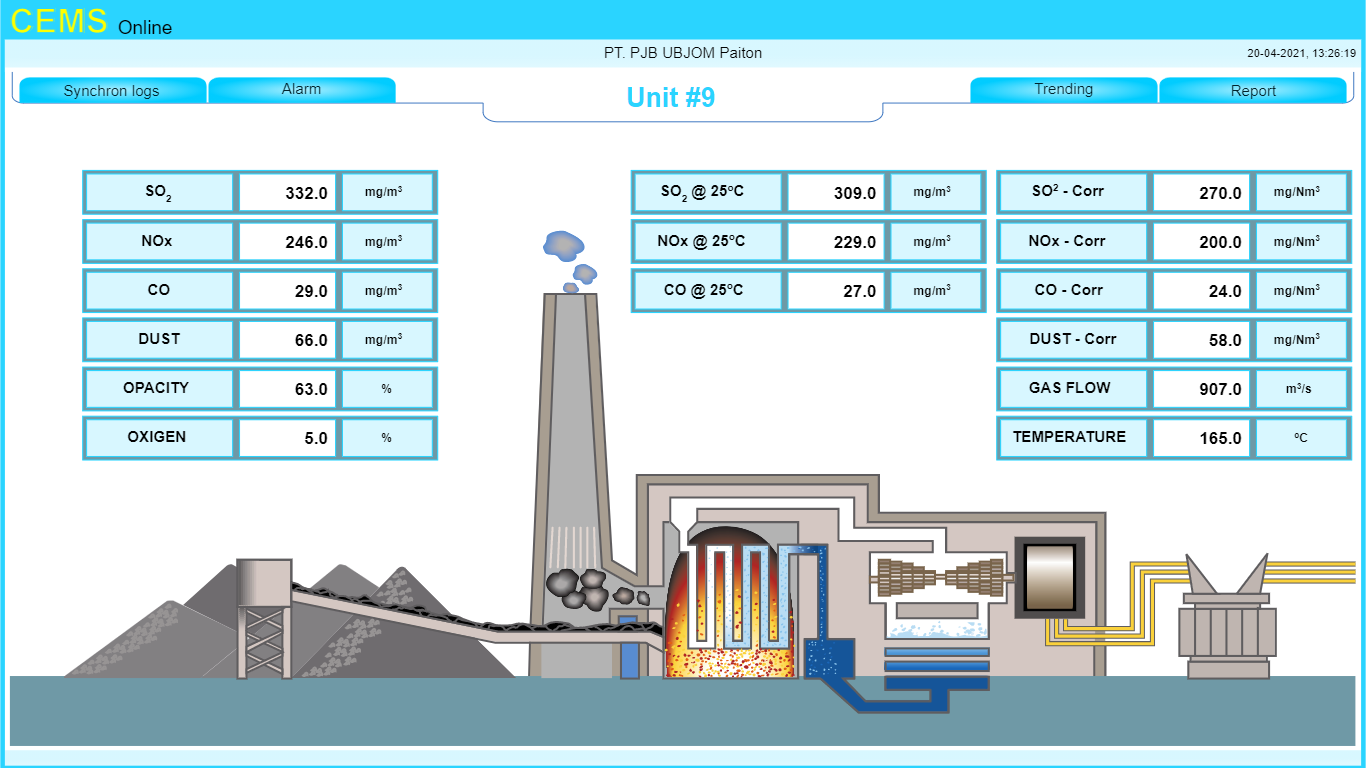 CEMS Online
PT. PJB UBJOM Paiton
20-04-2021, 13:26:19
Synchron logs
Alarm
Unit #9
Trending
Report
SO₂ 332.0 mg/m³
NOx 246.0 mg/m³
CO 29.0 mg/m³
DUST 66.0 mg/m³
OPACITY 63.0 %
OXIGEN 5.0 %
SO₂ @ 25°C 309.0 mg/m³
NOx @ 25°C 229.0 mg/m³
CO @ 25°C 27.0 mg/m³
SO² - Corr 270.0 mg/Nm³
NOx - Corr 200.0 mg/Nm³
CO - Corr 24.0 mg/Nm³
DUST - Corr 58.0 mg/Nm³
GAS FLOW 907.0 m³/s
TEMPERATURE 165.0 °C